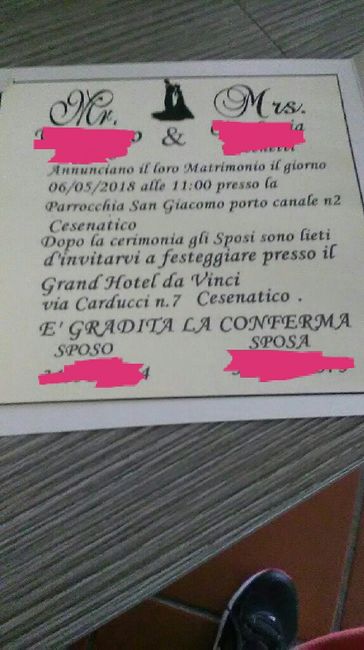 Mr. Mrs.
&
Annunciano il loro Matrimonio il giorno
06/05/2018 alle 11:00 presso la
Parrocchia San Giacomo porto canale n2
Cesenatico
Dopo la cerimonia gli Sposi sono lieti
d'invitarvi a festeggiare presso il
Grand Hotel da Vinci
via Carducci n.7 Cesenatico .
E' GRADITA LA CONFERMA
SPOSO SPOSA